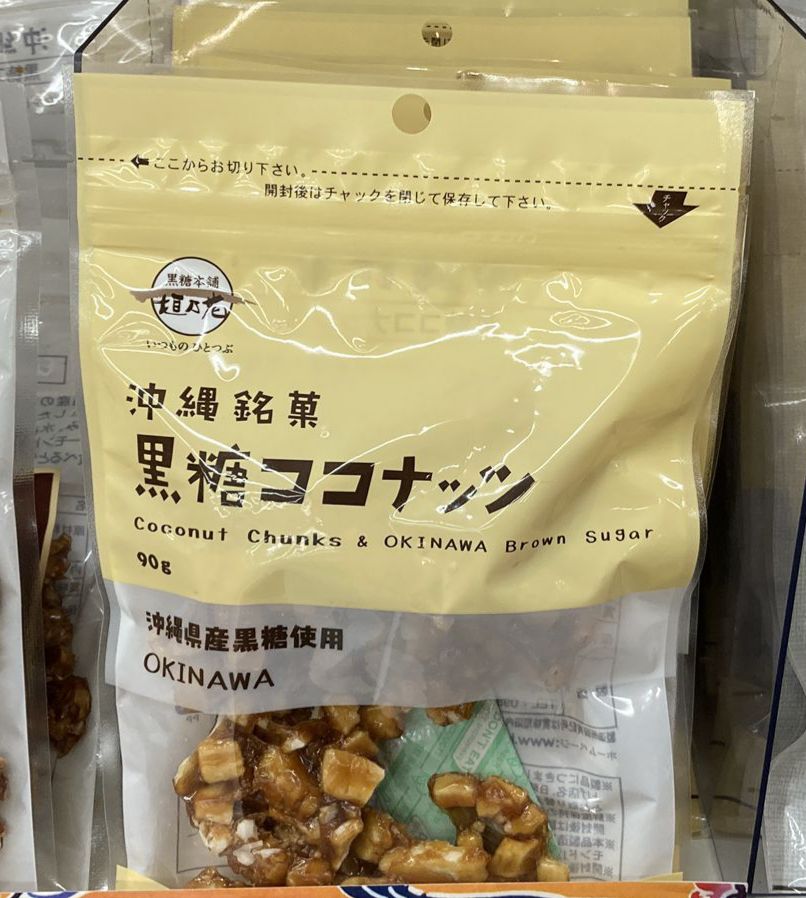 ここからお切り下さい。
開封後はチャックを閉じて保存して下さい。
チャック
黒糖本舗
垣乃花
いつものひとつぶ
沖縄銘菓
黒糖ココナッツ
Coconut Chunks & OKINAWA Brown Sugar
90g
沖縄県産黒糖使用
OKINAWA
DON'T EAT